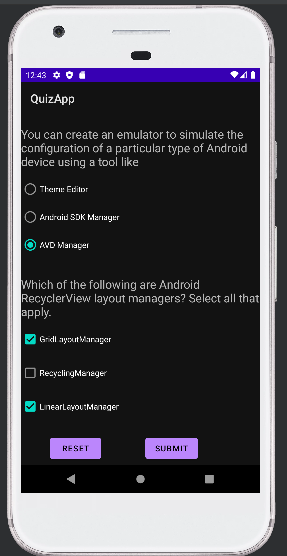 12:43
QuizApp
You can create an emulator to simulate the
configuration of a particular type of Android
device using a tool like
Theme Editor
Android SDK Manager
AVD Manager
Which of the following are Android
RecyclerView layout managers? Select all that
apply.
GridLayoutManager
RecyclingManager
LinearLayoutManager
RESET SUBMIT